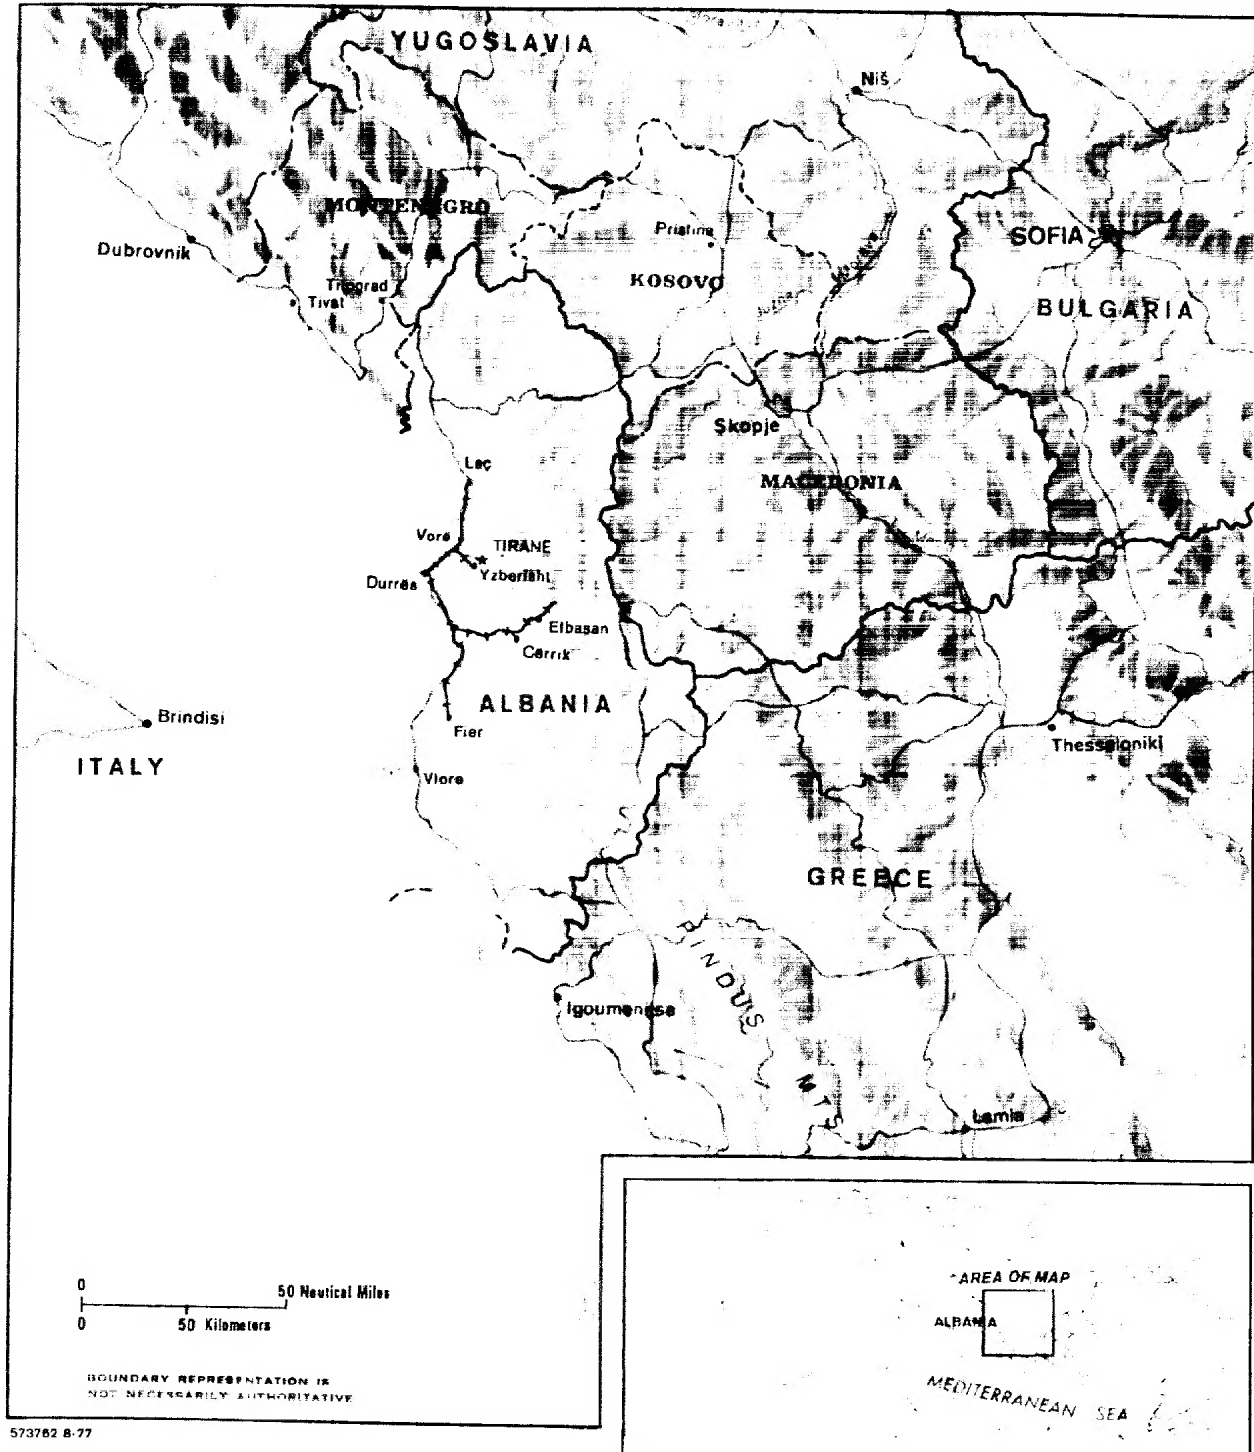 YUGOSLAVIA
Niš
MONTENEGRO
Dubrovnik
Pristina
SOFIA
KOSOVO
Titograd
Tivat
BULGARIA
Skopje
MACEDONIA
Laç
Vorë
TIRANE
Yzberisht
Durrës
Elbasan
Cërrik
ALBANIA
Brindisi
Fier
Thessaloniki
ITALY
Vlorë
GREECE
PINDUS MTS
Igoumenitsa
Lamia
0 50 Nautical Miles
0 50 Kilometers
AREA OF MAP
ALBANIA
MEDITERRANEAN SEA
BOUNDARY REPRESENTATION IS
NOT NECESSARILY AUTHORITATIVE
573762 8-77